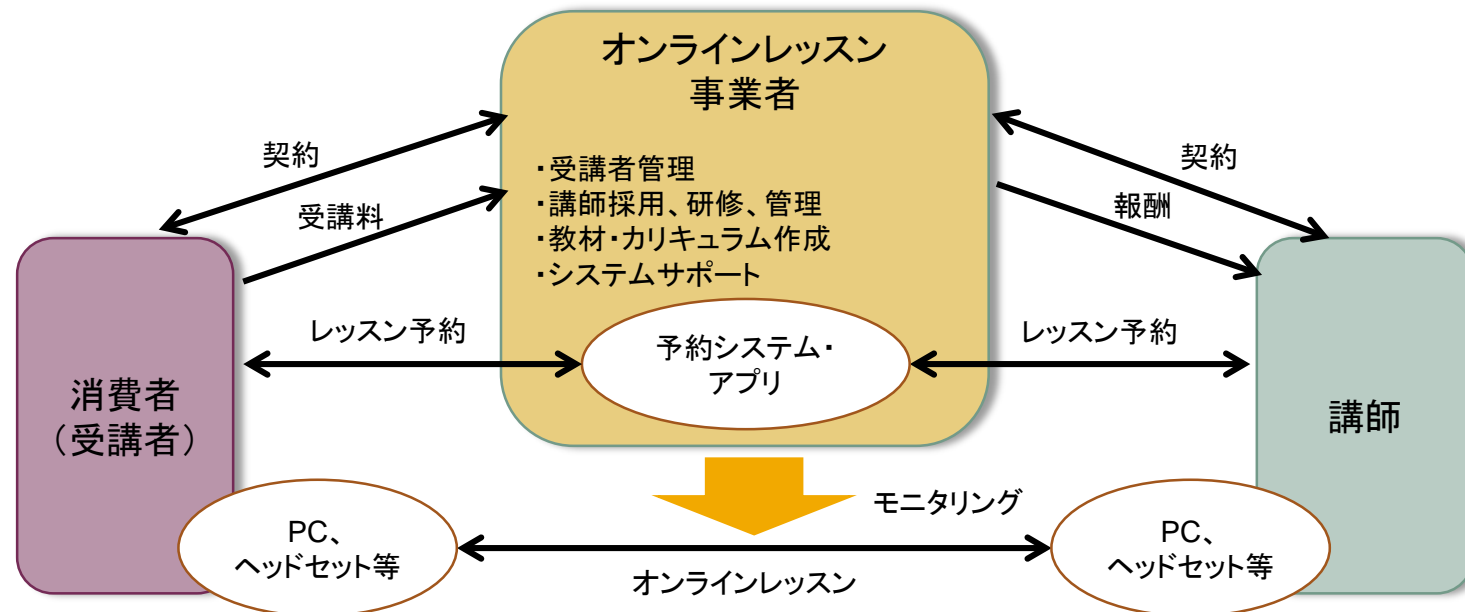 オンラインレッスン
事業者
・受講者管理
・講師採用、研修、管理
・教材・カリキュラム作成
・システムサポート
契約
受講料
契約
報酬
レッスン予約
予約システム・
アプリ
レッスン予約
消費者
（受講者）
講師
モニタリング
PC、
ヘッドセット等
オンラインレッスン
PC、
ヘッドセット等